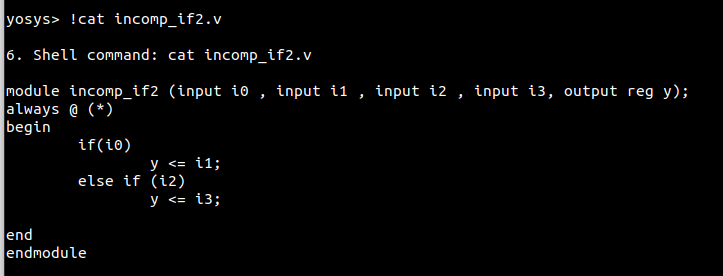 yosys> !cat incomp_if2.v
6. Shell command: cat incomp_if2.v
module incomp_if2 (input i0 , input i1 , input i2 , input i3, output reg y);
always @ (*)
begin
if(i0)
y <= i1;
else if (i2)
y <= i3;
end
endmodule